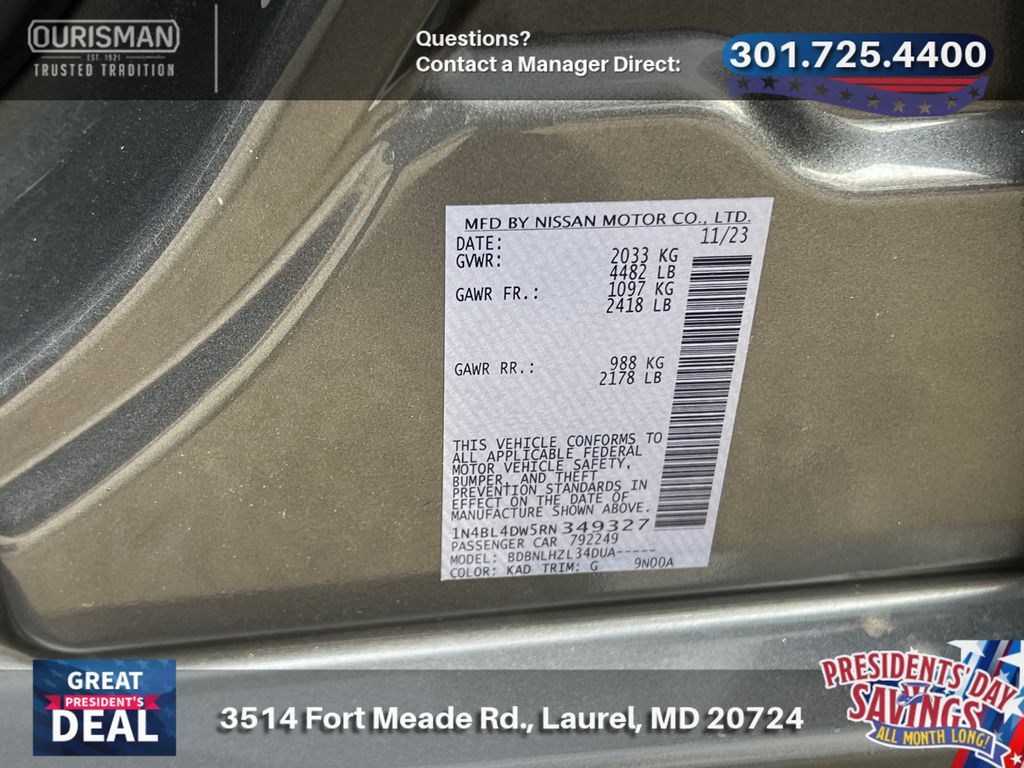 OURISMAN
EST. 1921
TRUSTED TRADITION
Questions?
Contact a Manager Direct:
301.725.4400
MFD BY NISSAN MOTOR CO., LTD.
DATE: 11/23
GVWR: 2033 KG
4482 LB
GAWR FR.: 1097 KG
2418 LB
GAWR RR.: 988 KG
2178 LB
THIS VEHICLE CONFORMS TO
ALL APPLICABLE FEDERAL
MOTOR VEHICLE SAFETY,
BUMPER, AND THEFT
PREVENTION STANDARDS IN
EFFECT ON THE DATE OF
MANUFACTURE SHOWN ABOVE.
1N4BL4DW5RN 349327
PASSENGER CAR 792249
MODEL: BDBNLHZL34DUA-----
COLOR: KAD TRIM: G 9N00A
GREAT
PRESIDENT'S
DEAL
3514 Fort Meade Rd., Laurel, MD 20724
PRESIDENTS' DAY
SAVINGS
ALL MONTH LONG!